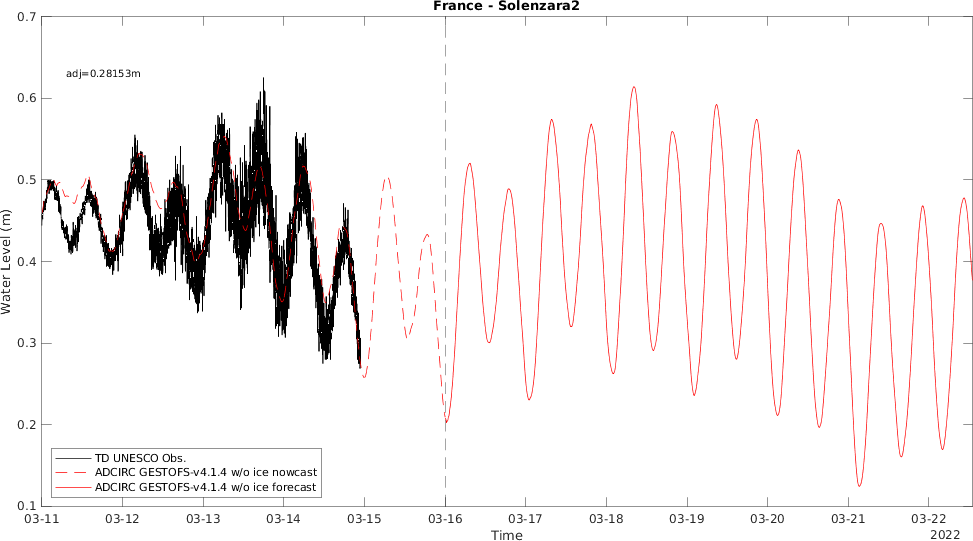 France - Solenzara2
adj=0.28153m
0.7
0.6
0.5
0.4
0.3
0.2
0.1
Water Level (m)
TD UNESCO Obs.
ADCIRC GESTOFS-v4.1.4 w/o ice nowcast
ADCIRC GESTOFS-v4.1.4 w/o ice forecast
03-11 03-12 03-13 03-14 03-15 03-16 03-17 03-18 03-19 03-20 03-21 03-22
Time
2022